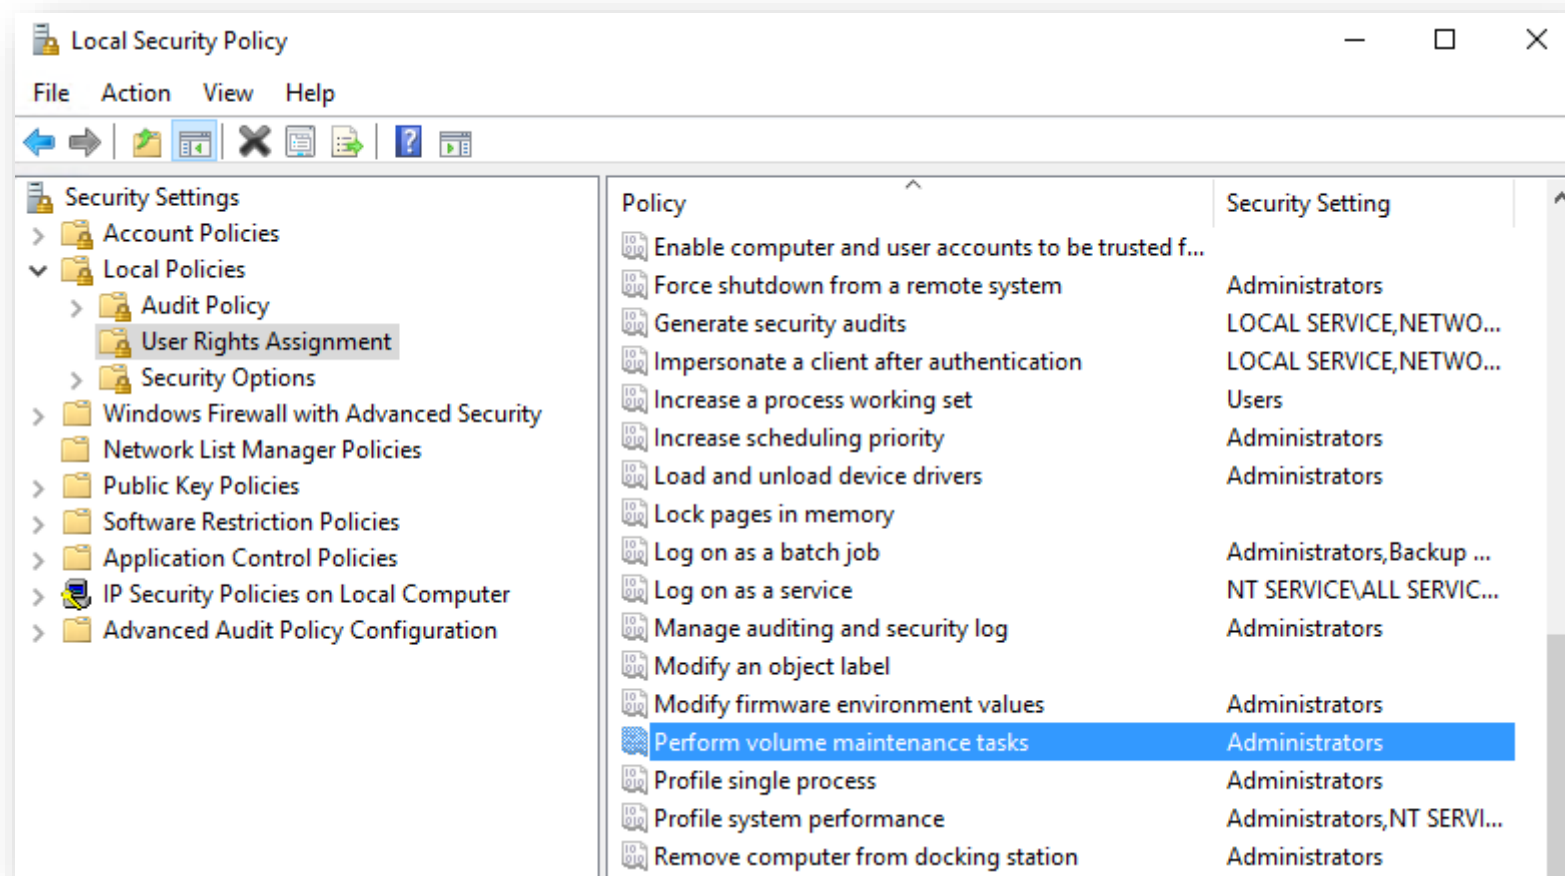 Local Security Policy
File Action View Help
Security Settings
Account Policies
Local Policies
Audit Policy
User Rights Assignment
Security Options
Windows Firewall with Advanced Security
Network List Manager Policies
Public Key Policies
Software Restriction Policies
Application Control Policies
IP Security Policies on Local Computer
Advanced Audit Policy Configuration
Policy Security Setting
Enable computer and user accounts to be trusted f...
Force shutdown from a remote system Administrators
Generate security audits LOCAL SERVICE,NETWO...
Impersonate a client after authentication LOCAL SERVICE,NETWO...
Increase a process working set Users
Increase scheduling priority Administrators
Load and unload device drivers Administrators
Lock pages in memory
Log on as a batch job Administrators,Backup ...
Log on as a service NT SERVICE\ALL SERVIC...
Manage auditing and security log Administrators
Modify an object label
Modify firmware environment values Administrators
Perform volume maintenance tasks Administrators
Profile single process Administrators
Profile system performance Administrators,NT SERVI...
Remove computer from docking station Administrators